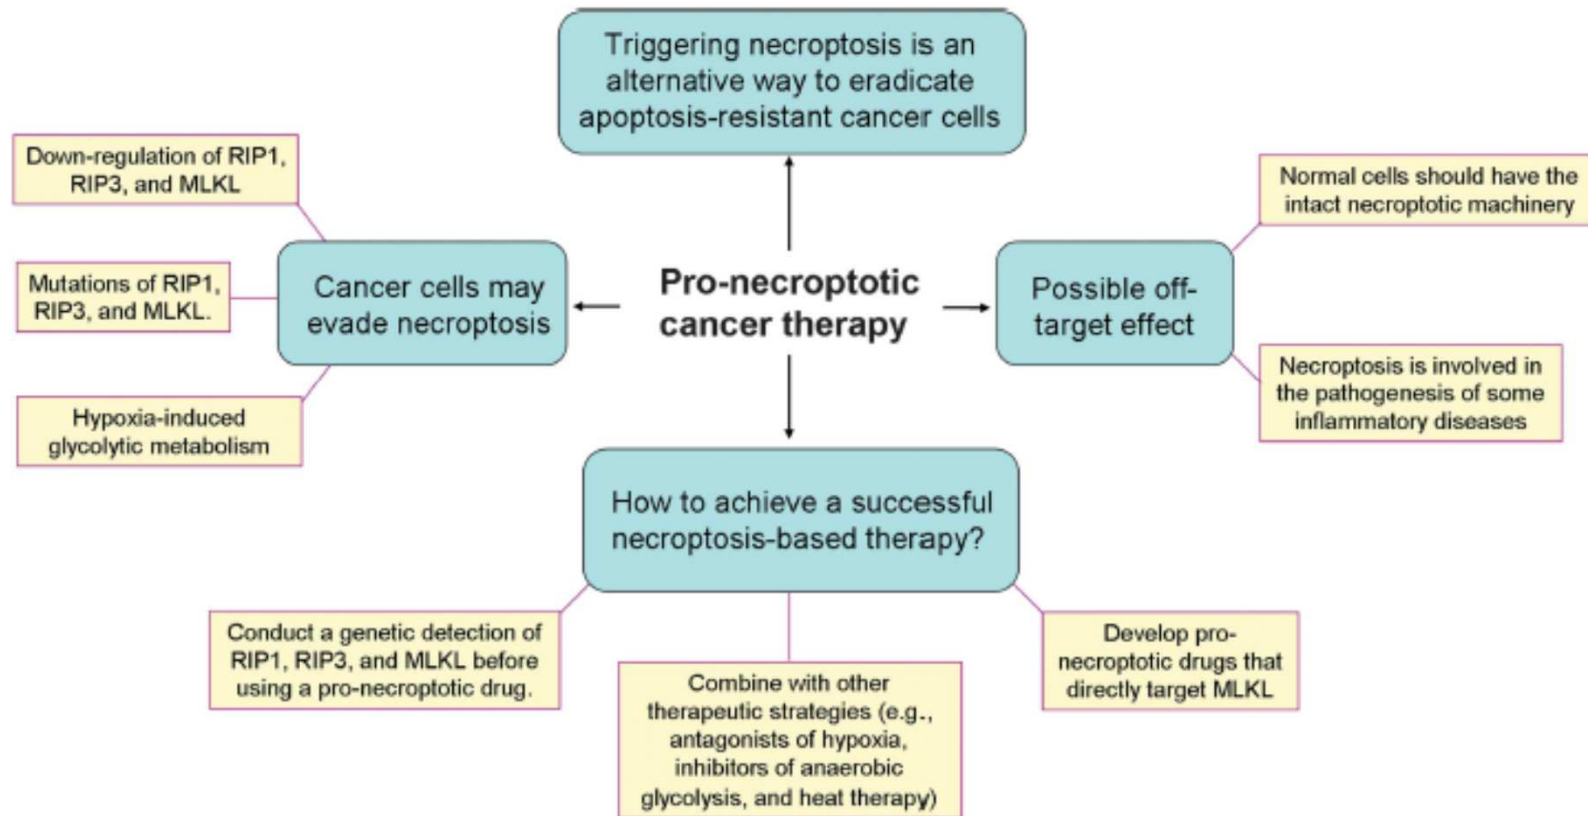 Triggering necroptosis is an
alternative way to eradicate
apoptosis-resistant cancer cells
Down-regulation of RIP1,
RIP3, and MLKL
Mutations of RIP1,
RIP3, and MLKL.
Hypoxia-induced
glycolytic metabolism
Cancer cells may
evade necroptosis
Pro-necroptotic
cancer therapy
Possible off-
target effect
Normal cells should have the
intact necroptotic machinery
Necroptosis is involved in
the pathogenesis of some
inflammatory diseases
How to achieve a successful
necroptosis-based therapy?
Conduct a genetic detection of
RIP1, RIP3, and MLKL before
using a pro-necroptotic drug.
Combine with other
therapeutic strategies (e.g.,
antagonists of hypoxia,
inhibitors of anaerobic
glycolysis, and heat therapy)
Develop pro-
necroptotic drugs that
directly target MLKL